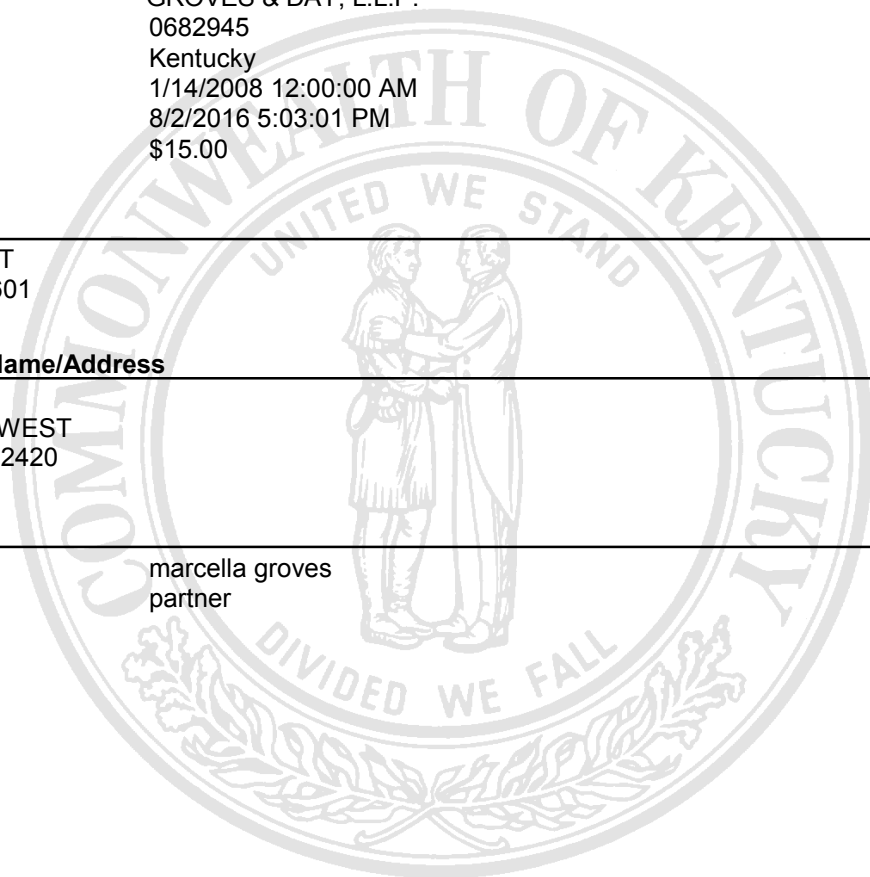 GROVES & DAY, L.L.P.
0682945
Kentucky
1/14/2008 12:00:00 AM
8/2/2016 5:03:01 PM
$15.00
COMMONWEALTH OF KENTUCKY
UNITED WE STAND
T
601
Name/Address
WEST
2420
marcella groves
partner
DIVIDED WE FALL